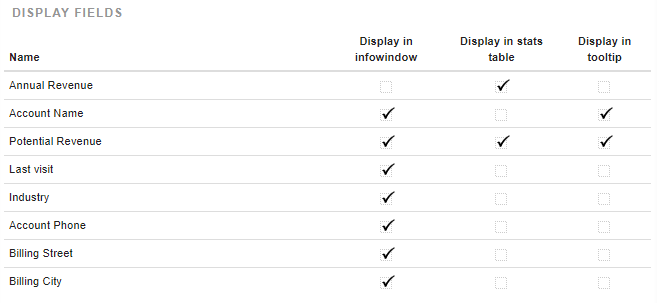 DISPLAY FIELDS
Name
Display in infowindow
Display in stats table
Display in tooltip
Annual Revenue
Account Name
Potential Revenue
Last visit
Industry
Account Phone
Billing Street
Billing City